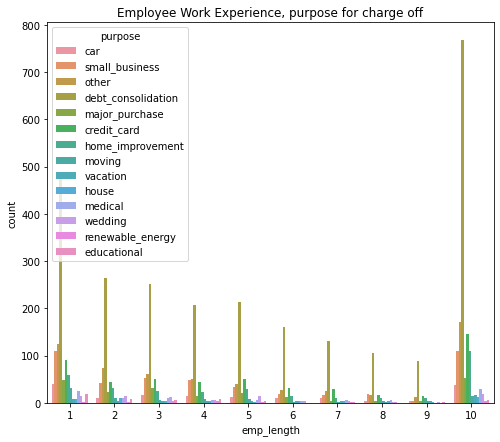 Employee Work Experience, purpose for charge off
purpose
car
small_business
other
debt_consolidation
major_purchase
credit_card
home_improvement
moving
vacation
house
medical
wedding
renewable_energy
educational
800
700
600
500
400
300
200
100
0
count
1 2 3 4 5 6 7 8 9 10
emp_length